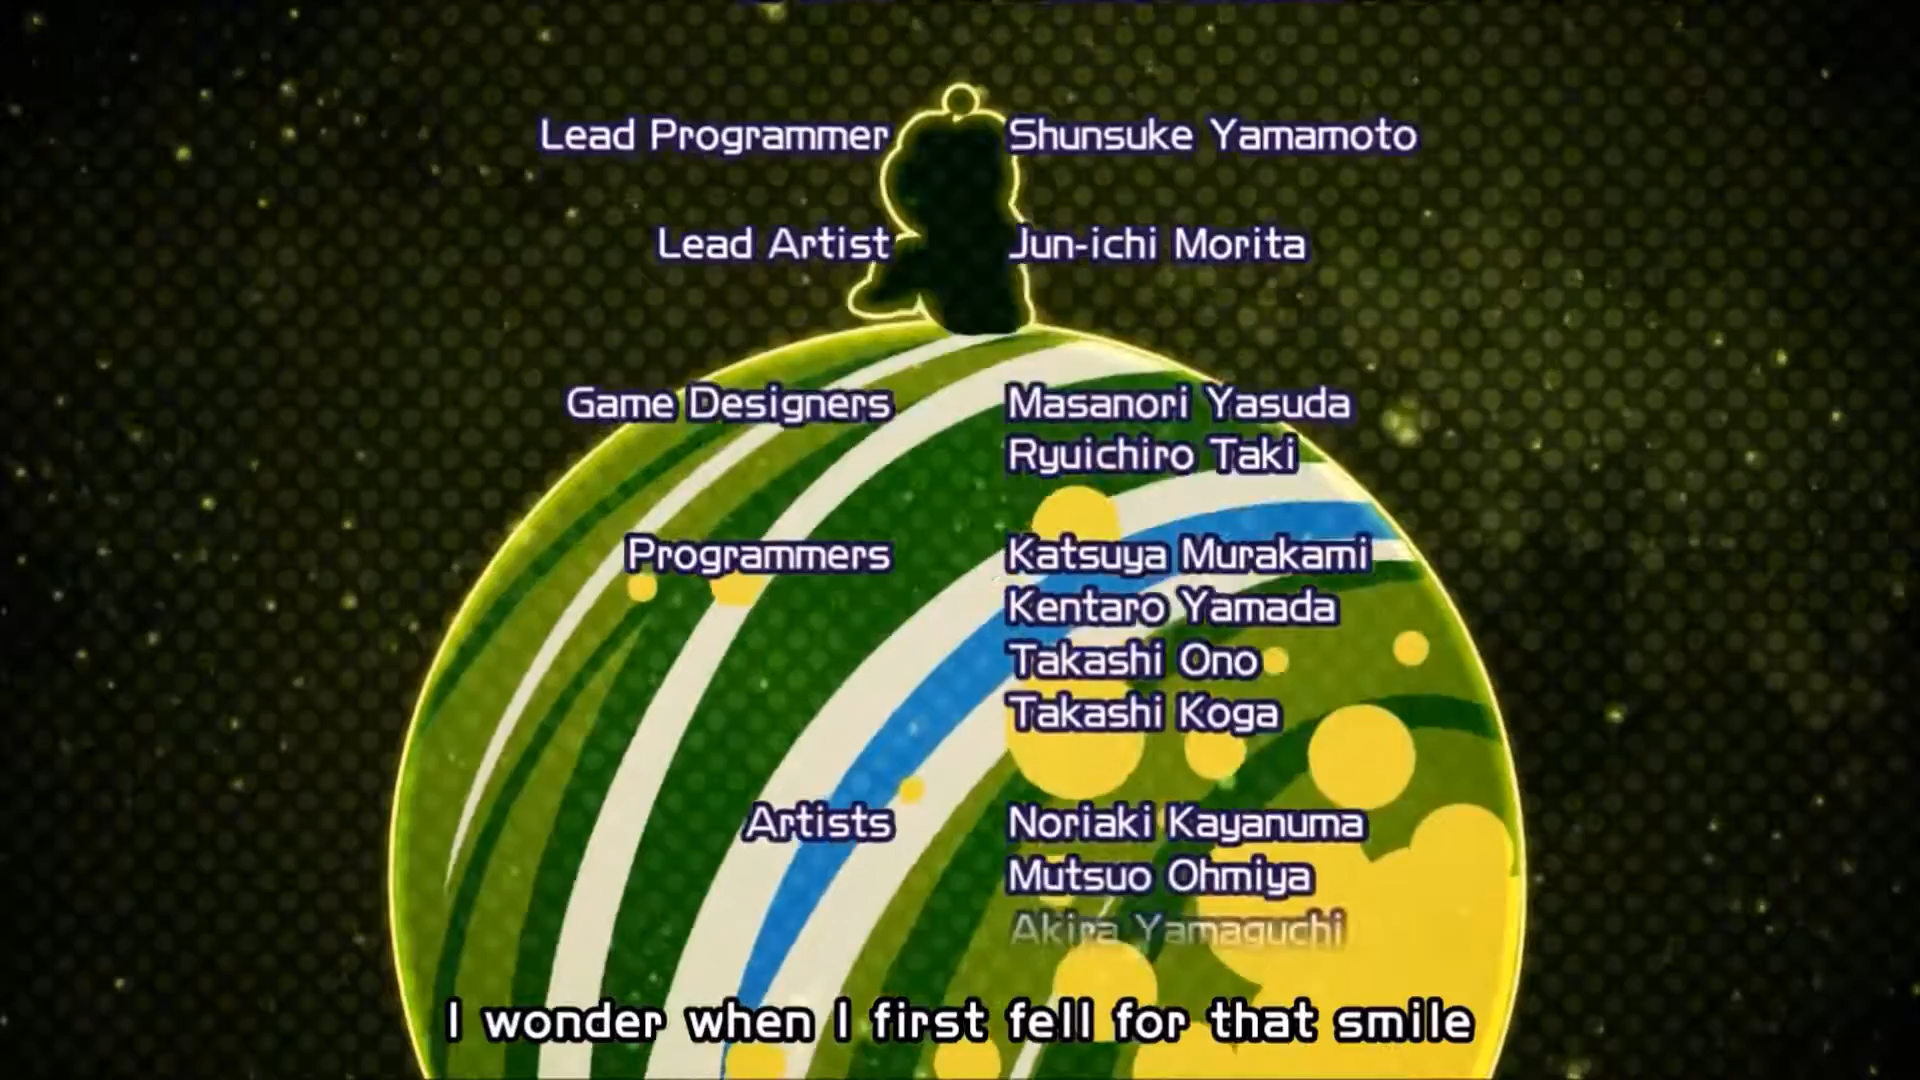 Lead Programmer Shunsuke Yamamoto
Lead Artist Jun-ichi Morita
Game Designers Masanori Yasuda
Ryuichiro Taki
Programmers Katsuya Murakami
Kentaro Yamada
Takashi Ono
Takashi Koga
Artists Noriaki Kayanuma
Mutsuo Ohmiya
Akira Yamaguchi
I wonder when I first fell for that smile